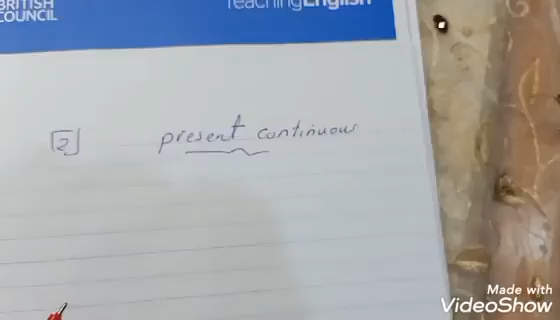 BRITISH
COUNCIL
TeachingEnglish
[2] present continuous
Made with
VideoShow